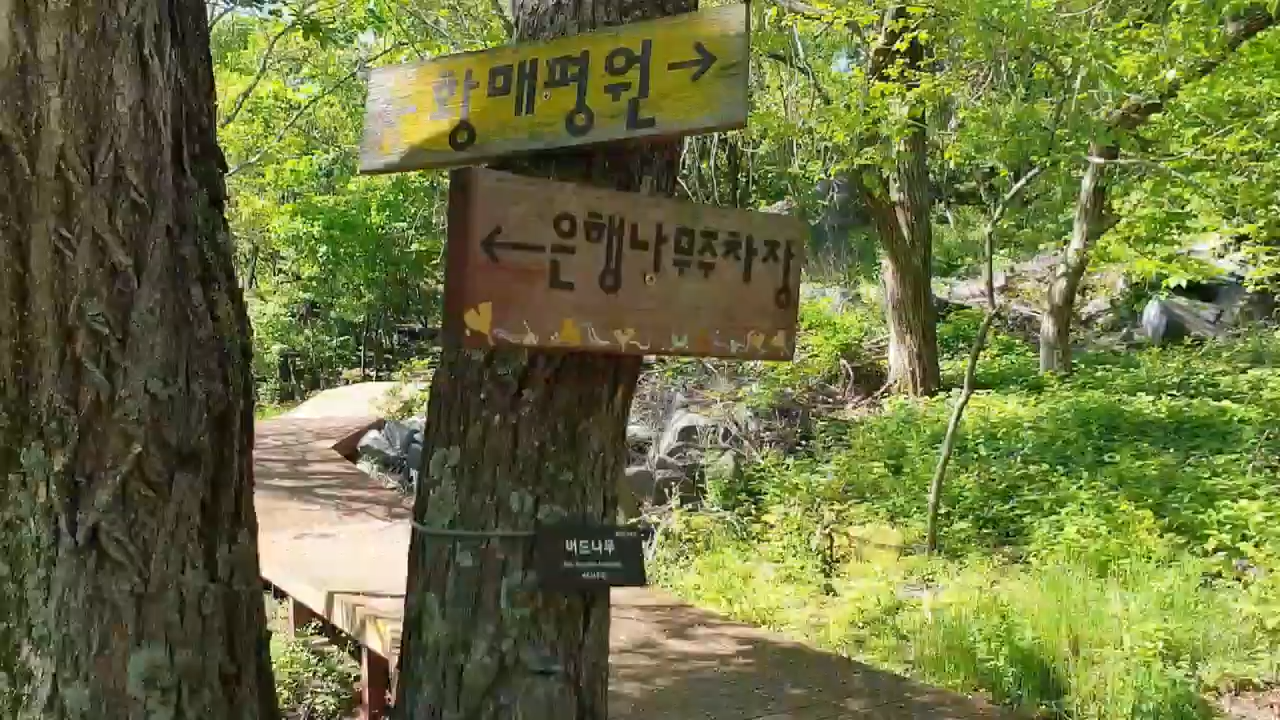 황매평원 →
← 은행나무주차장
버드나무